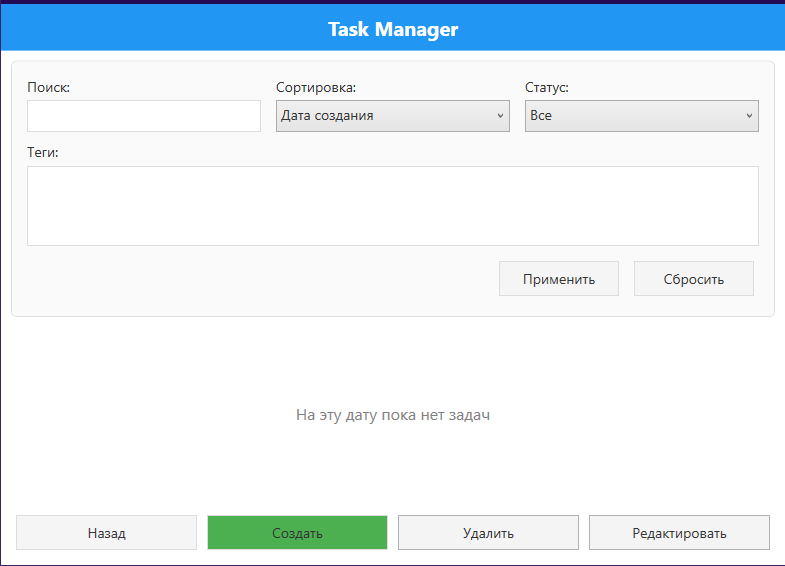 Task Manager
Поиск: Сортировка: Статус:
Дата создания Все
Теги:
Применить Сбросить
На эту дату пока нет задач
Назад Создать Удалить Редактировать